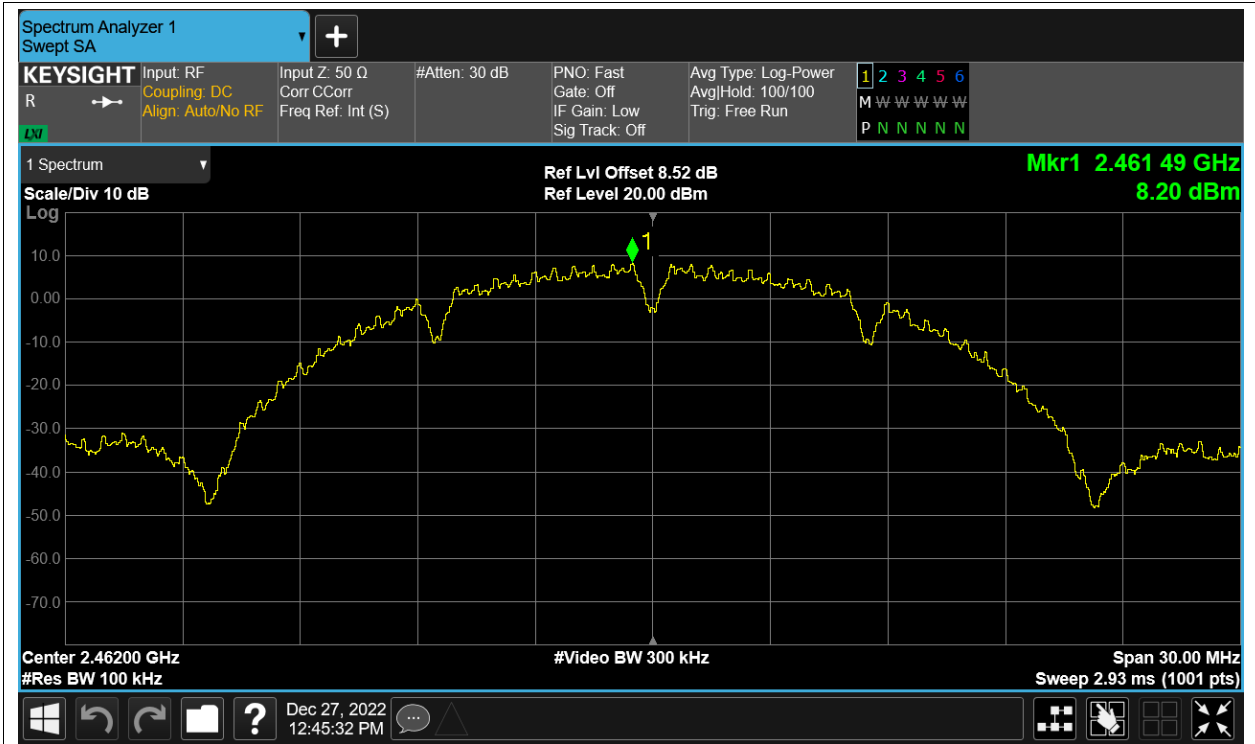 Spectrum Analyzer 1
Swept SA
KEYSIGHT
R
LXI
Input: RF
Coupling: DC
Align: Auto/No RF
Input Z: 50 Ω
Corr CCorr
Freq Ref: Int (S)
#Atten: 30 dB
PNO: Fast
Gate: Off
IF Gain: Low
Sig Track: Off
Avg Type: Log-Power
Avg|Hold: 100/100
Trig: Free Run
1 2 3 4 5 6
M W W W W W
P N N N N N
1 Spectrum
Scale/Div 10 dB
Ref Lvl Offset 8.52 dB
Ref Level 20.00 dBm
Mkr1 2.461 49 GHz
8.20 dBm
Log
1
10.0
0.00
-10.0
-20.0
-30.0
-40.0
-50.0
-60.0
-70.0
Center 2.46200 GHz
#Video BW 300 kHz
Span 30.00 MHz
#Res BW 100 kHz
Sweep 2.93 ms (1001 pts)
?
Dec 27, 2022
12:45:32 PM